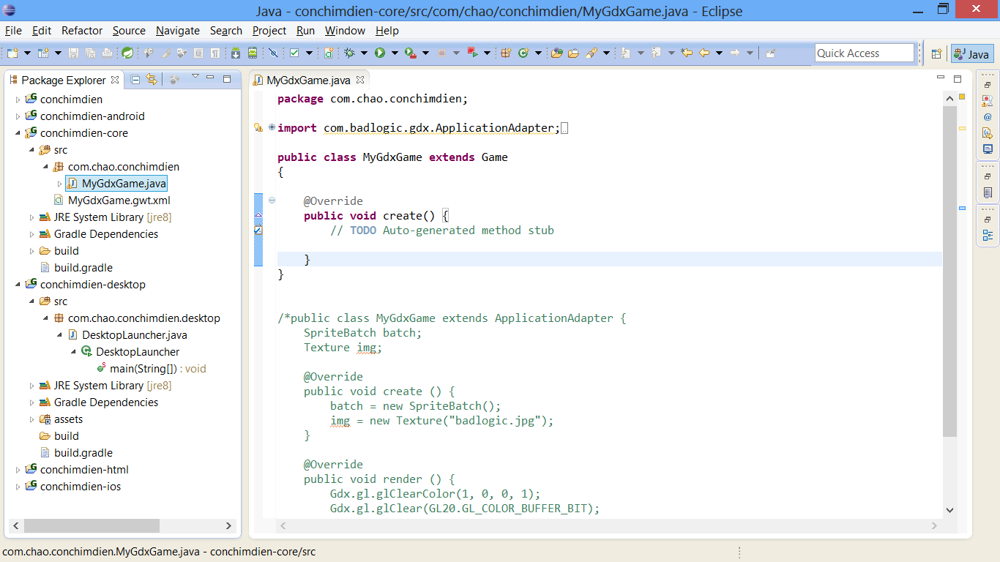 Java - conchimdien-core/src/com/chao/conchimdien/MyGdxGame.java - Eclipse
File Edit Refactor Source Navigate Search Project Run Window Help
Quick Access
Java
Package Explorer
conchimdien
conchimdien-android
conchimdien-core
src
com.chao.conchimdien
MyGdxGame.java
MyGdxGame.gwt.xml
JRE System Library [jre8]
Gradle Dependencies
build
build.gradle
conchimdien-desktop
src
com.chao.conchimdien.desktop
DesktopLauncher.java
DesktopLauncher
main(String[]) : void
JRE System Library [jre8]
Gradle Dependencies
assets
build
build.gradle
conchimdien-html
conchimdien-ios
MyGdxGame.java
package com.chao.conchimdien;
import com.badlogic.gdx.ApplicationAdapter;
public class MyGdxGame extends Game
{
@Override
public void create() {
// TODO Auto-generated method stub
}
}
/*public class MyGdxGame extends ApplicationAdapter {
SpriteBatch batch;
Texture img;
@Override
public void create () {
batch = new SpriteBatch();
img = new Texture("badlogic.jpg");
}
@Override
public void render () {
Gdx.gl.glClearColor(1, 0, 0, 1);
Gdx.gl.glClear(GL20.GL_COLOR_BUFFER_BIT);
com.chao.conchimdien.MyGdxGame.java - conchimdien-core/src